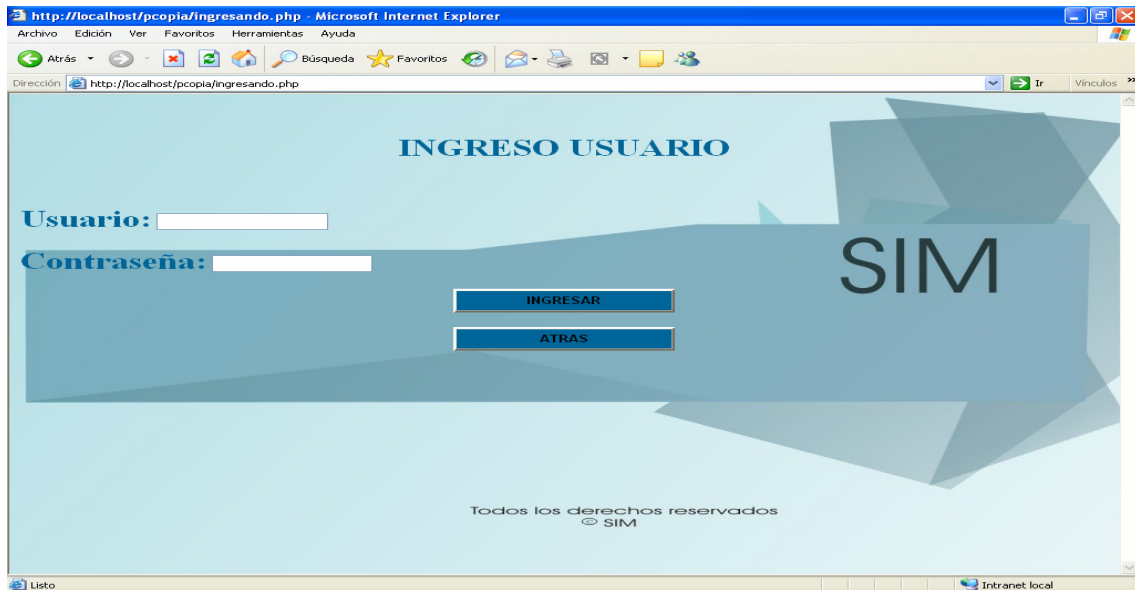 http://localhost/pcopia/ingresando.php - Microsoft Internet Explorer
Archivo Edición Ver Favoritos Herramientas Ayuda
Atrás Búsqueda Favoritos
Dirección http://localhost/pcopia/ingresando.php Ir Vínculos »
INGRESO USUARIO
Usuario:
Contraseña:
SIM
INGRESAR
ATRAS
Todos los derechos reservados
© SIM
Listo Intranet local